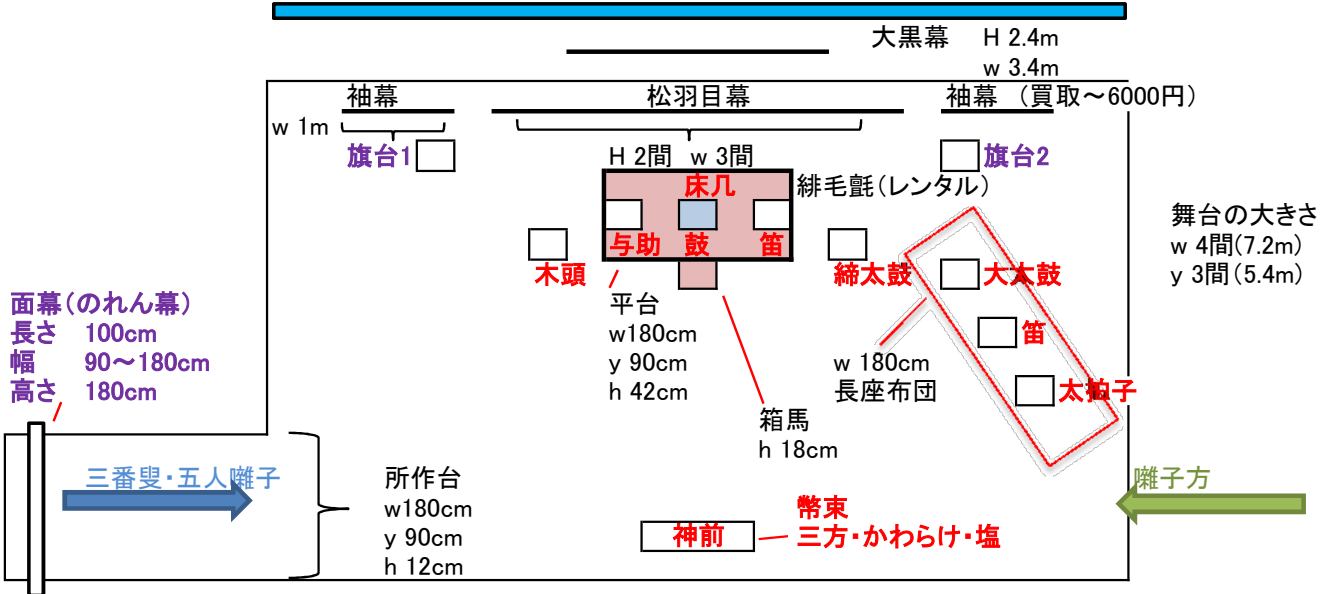 大黒幕 H 2.4m
w 3.4m
袖幕
松羽目幕
袖幕 (買取～6000円)
w 1m
旗台1
H 2間 w 3間
旗台2
床几
緋毛氈(レンタル)
与助
鼓
笛
木頭
締太鼓
大太鼓
笛
太拍子
舞台の大きさ
w 4間(7.2m)
y 3間(5.4m)
面幕(のれん幕)
長さ 100cm
幅 90～180cm
高さ 180cm
平台
w180cm
y 90cm
h 42cm
w 180cm
長座布団
箱馬
h 18cm
三番叟・五人囃子
所作台
w180cm
y 90cm
h 12cm
囃子方
神前
幣束
三方・かわらけ・塩